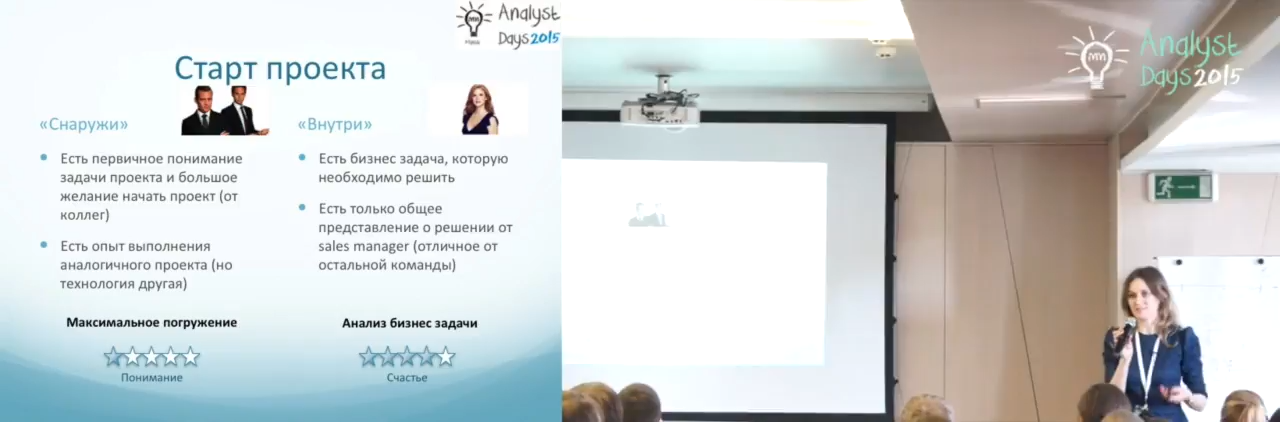 Analyst
Days 2015
Старт проекта
«Снаружи»
Есть первичное понимание
задачи проекта и большое
желание начать проект (от
коллег)
Есть опыт выполнения
аналогичного проекта (но
технология другая)
Максимальное погружение
Понимание
«Внутри»
Есть бизнес задача, которую
необходимо решить
Есть только общее
представление о решении от
sales manager (отличное от
остальной команды)
Анализ бизнес задачи
Счастье
Analyst
Days 2015